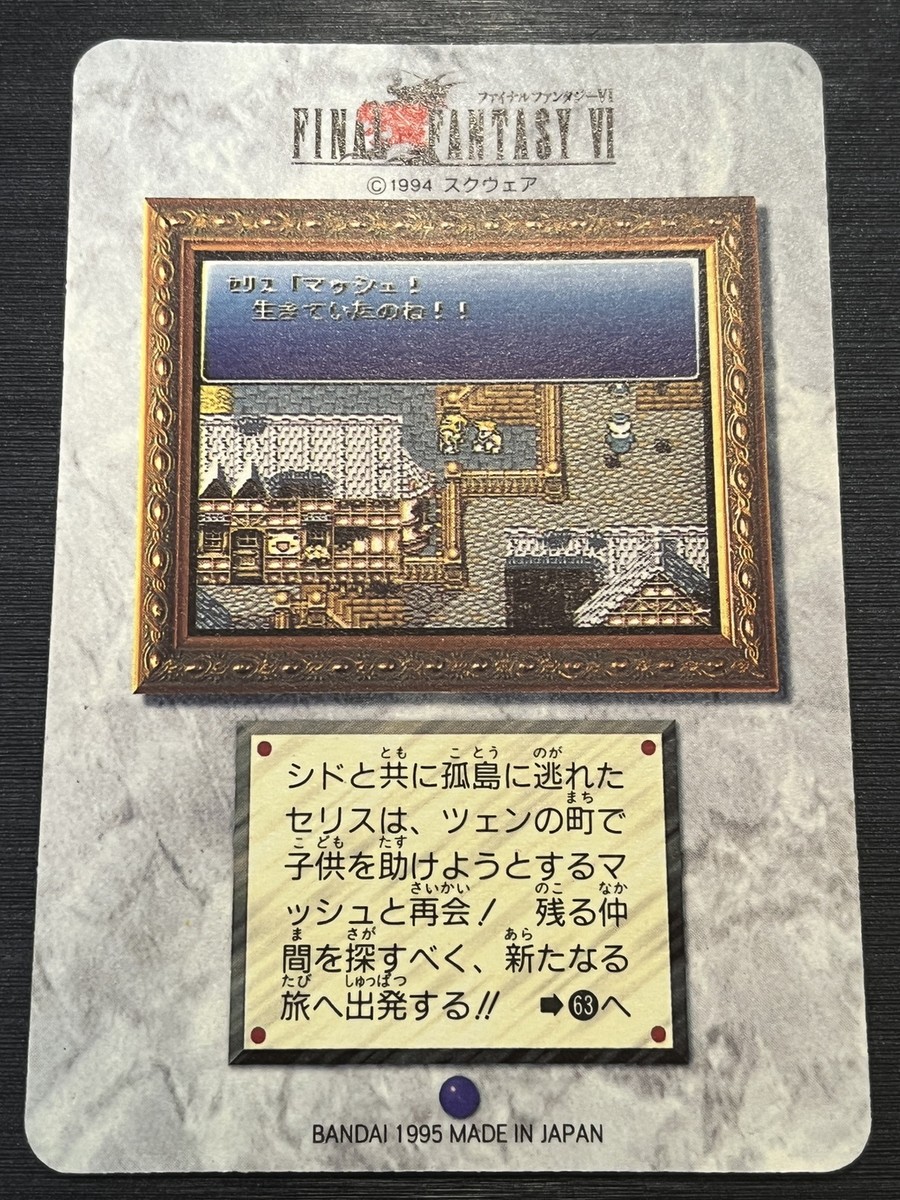 ファイナルファンタジーVI
FINAL FANTASY VI
©1994 スクウェア
セリス「マッシュ!
生きていたのね!!
シドと共に孤島に逃れた
セリスは、ツェンの町で
子供を助けようとするマ
ッシュと再会! 残る仲
間を探すべく、新たなる
旅へ出発する!! ➡63へ
BANDAI 1995 MADE IN JAPAN